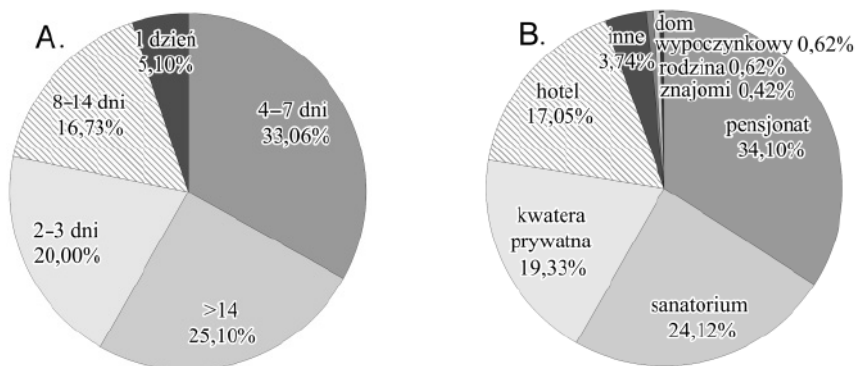 A.
1 dzień
5,10%
4–7 dni
33,06%
8–14 dni
16,73%
2–3 dni
20,00%
>14
25,10%
B.
dom
wypoczynkowy 0,62%
rodzina 0,62%
znajomi 0,42%
inne
3,74%
hotel
17,05%
pensjonat
34,10%
kwatera
prywatna
19,33%
sanatorium
24,12%